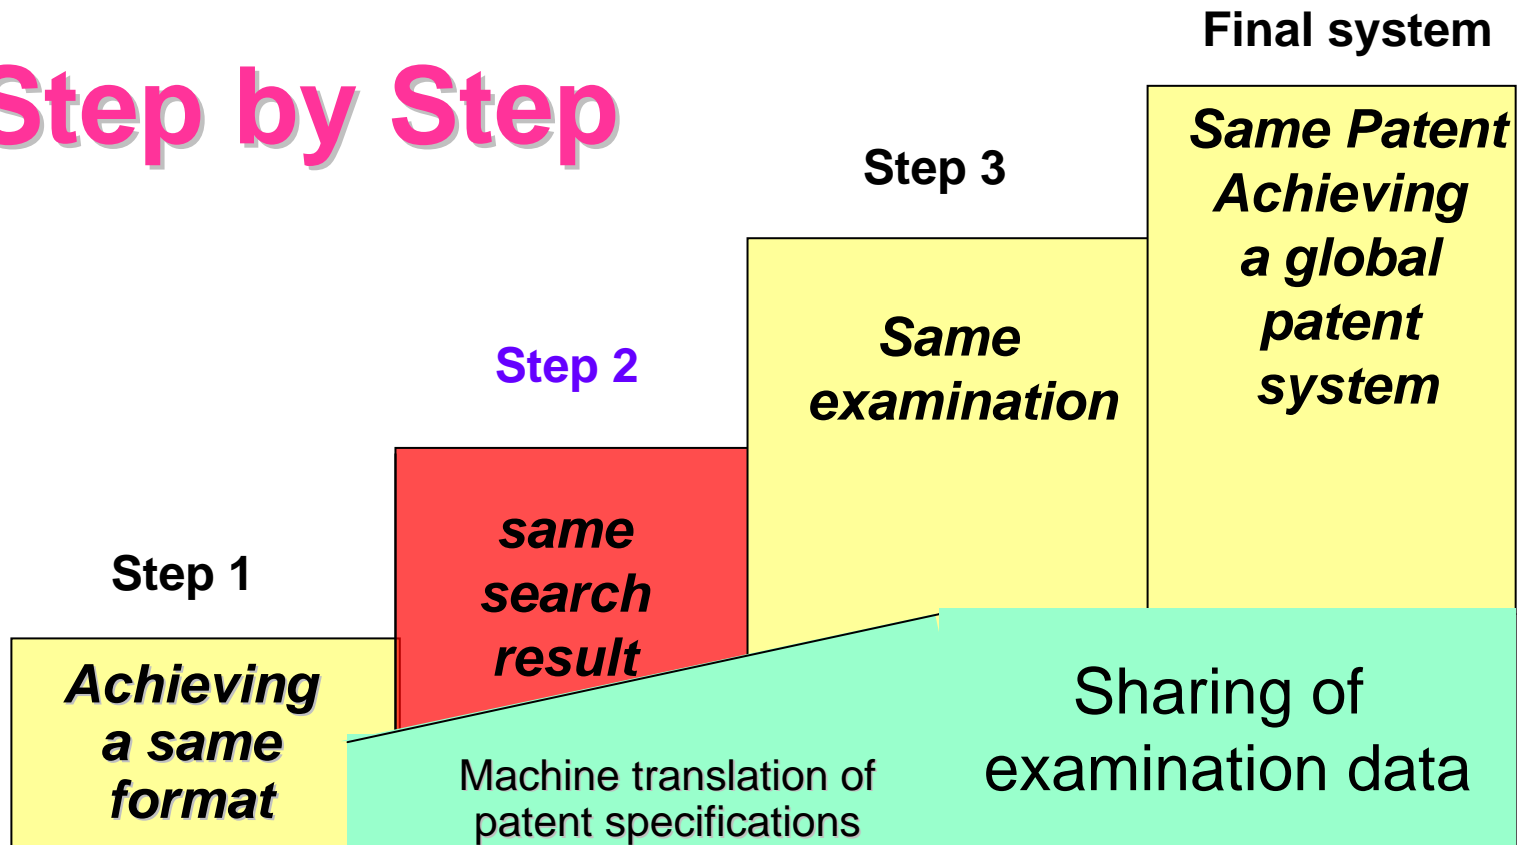 Step by Step
Step 1
Achieving
a same
format
Step 2
same
search
result
Step 3
Same
examination
Final system
Same Patent
Achieving
a global
patent
system
Machine translation of
patent specifications
Sharing of
examination data